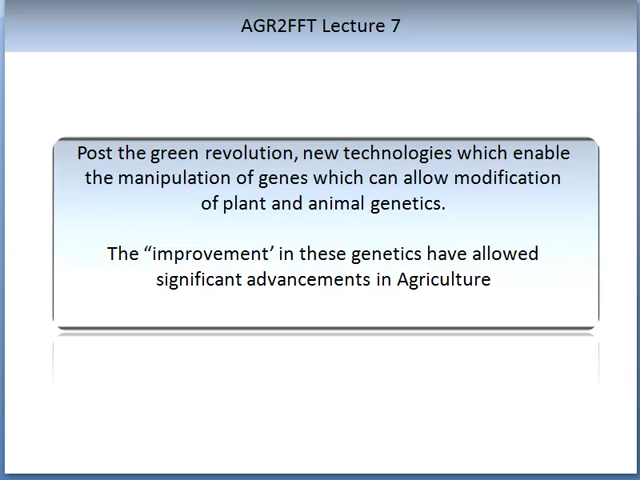 AGR2FFT Lecture 7
Post the green revolution, new technologies which enable
the manipulation of genes which can allow modification
of plant and animal genetics.
The “improvement’ in these genetics have allowed
significant advancements in Agriculture